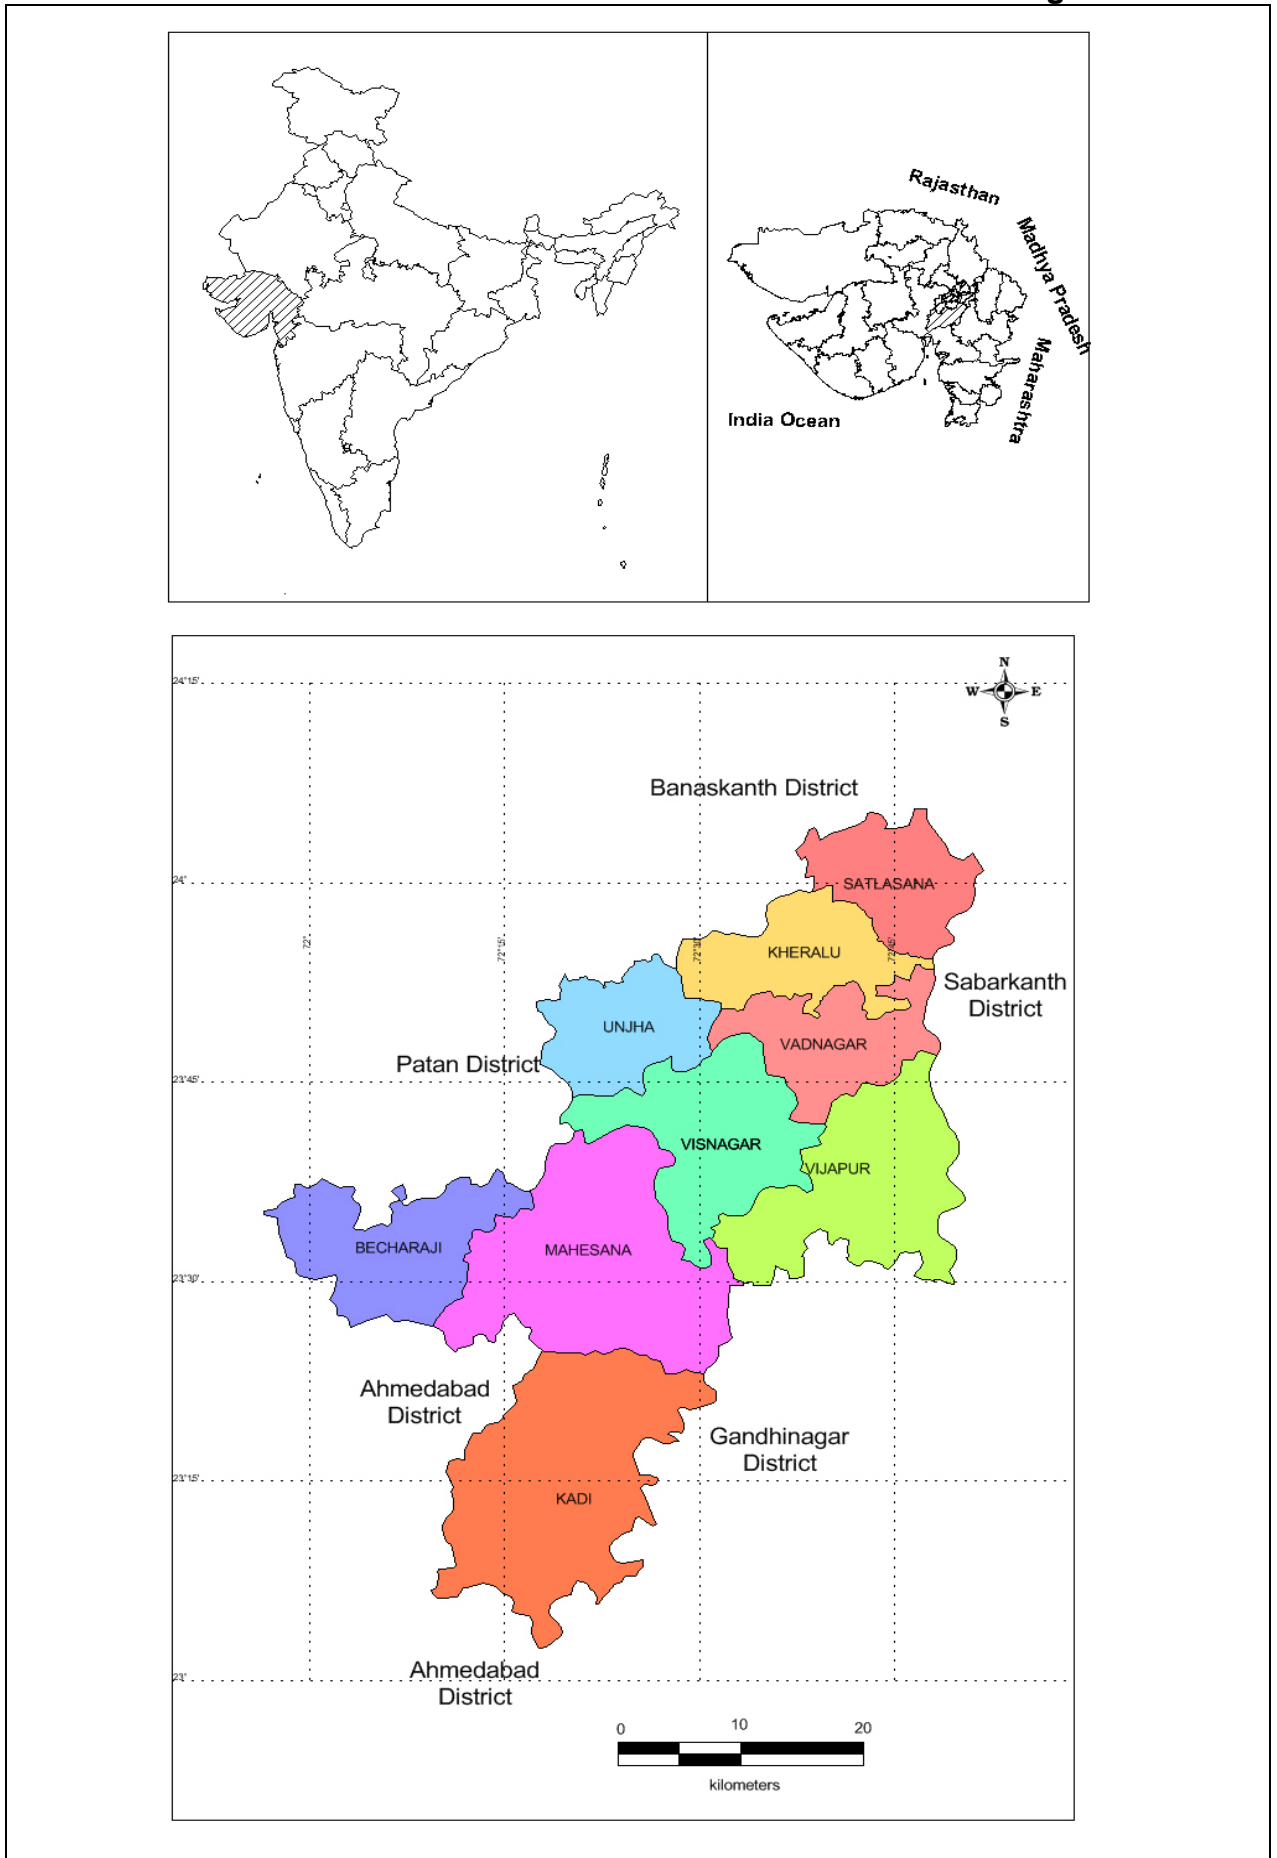 g
Rajasthan
Madhya Pradesh
Maharashtra
India Ocean
N
W E
S
24°15'
Banaskanth District
24°
SATLASANA
72°
72°15'
72°30'
72°45'
KHERALU
Sabarkanth
District
UNJHA
VADNAGAR
Patan District
23°45'
VISNAGAR
VIJAPUR
BECHARAJI
MAHESANA
23°30'
Ahmedabad
District
Gandhinagar
District
23°15'
KADI
Ahmedabad
District
23°
0 10 20
kilometers